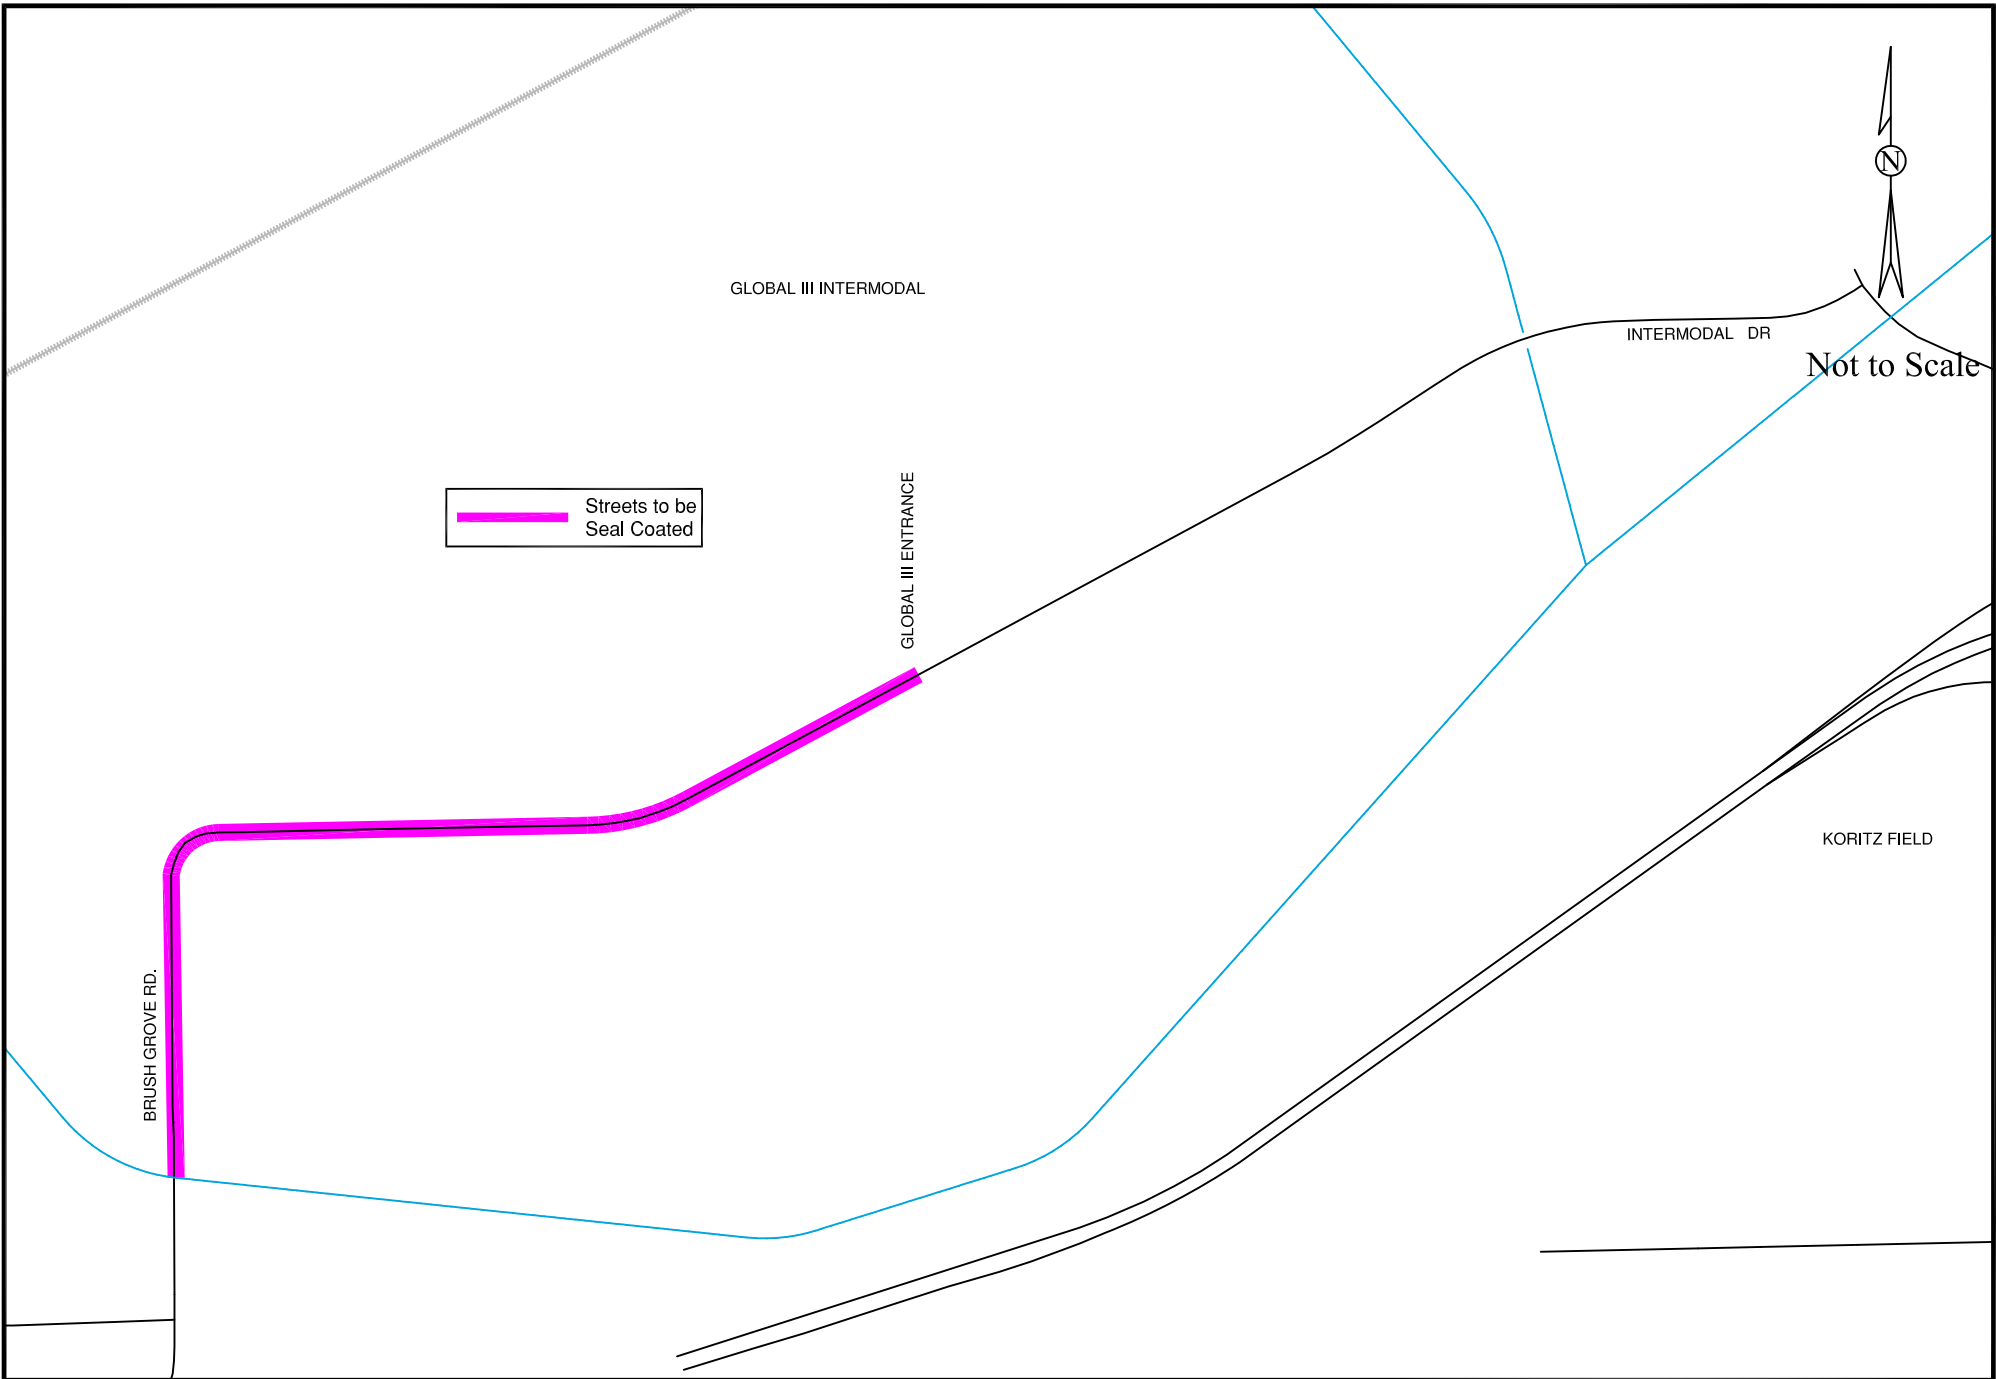 N
GLOBAL III INTERMODAL
INTERMODAL DR
Not to Scale
Streets to be
Seal Coated
GLOBAL III ENTRANCE
KORITZ FIELD
BRUSH GROVE RD.